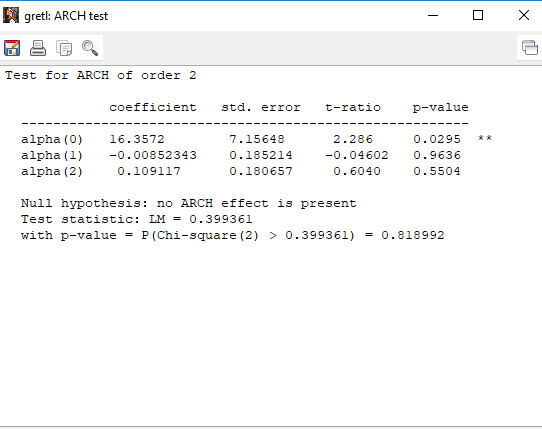 gretl: ARCH test
Test for ARCH of order 2
coefficient std. error t-ratio p-value
---------------------------------------------------------
alpha(0) 16.3572 7.15648 2.286 0.0295 **
alpha(1) -0.00852343 0.185214 -0.04602 0.9636
alpha(2) 0.109117 0.180657 0.6040 0.5504
Null hypothesis: no ARCH effect is present
Test statistic: LM = 0.399361
with p-value = P(Chi-square(2) > 0.399361) = 0.818992